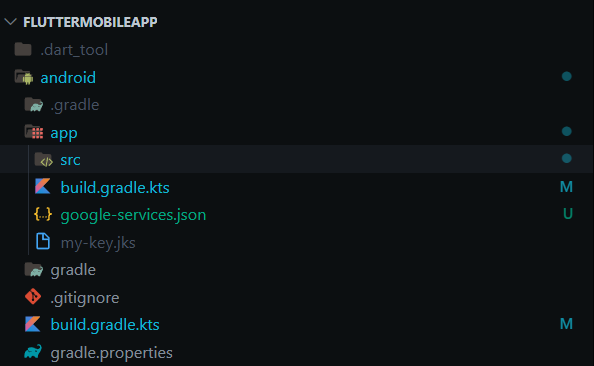 FLUTTERMOBILEAPP
.dart_tool
android
.gradle
app
src
build.gradle.kts M
google-services.json U
my-key.jks
gradle
.gitignore
build.gradle.kts M
gradle.properties